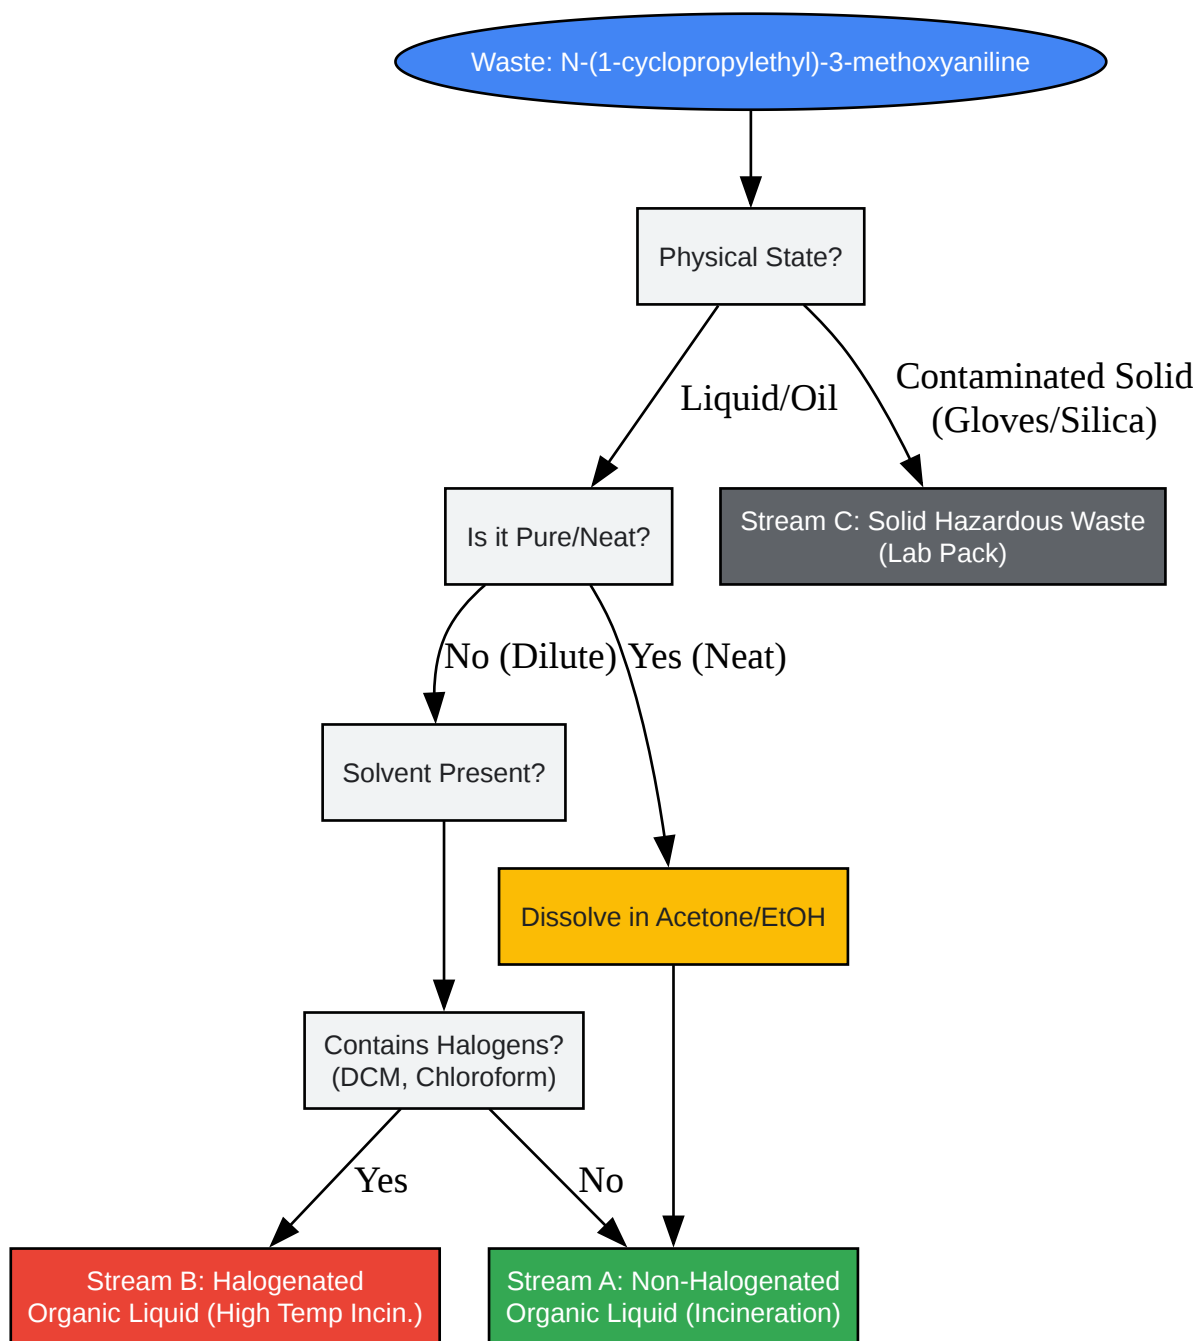 Waste: N-(1-cyclopropylethyl)-3-methoxyaniline
Physical State?
Liquid/Oil
Contaminated Solid
(Gloves/Silica)
Is it Pure/Neat?
Stream C: Solid Hazardous Waste
(Lab Pack)
No (Dilute)
Yes (Neat)
Solvent Present?
Dissolve in Acetone/EtOH
Contains Halogens?
(DCM, Chloroform)
Yes
No
Stream B: Halogenated
Organic Liquid (High Temp Incin.)
Stream A: Non-Halogenated
Organic Liquid (Incineration)